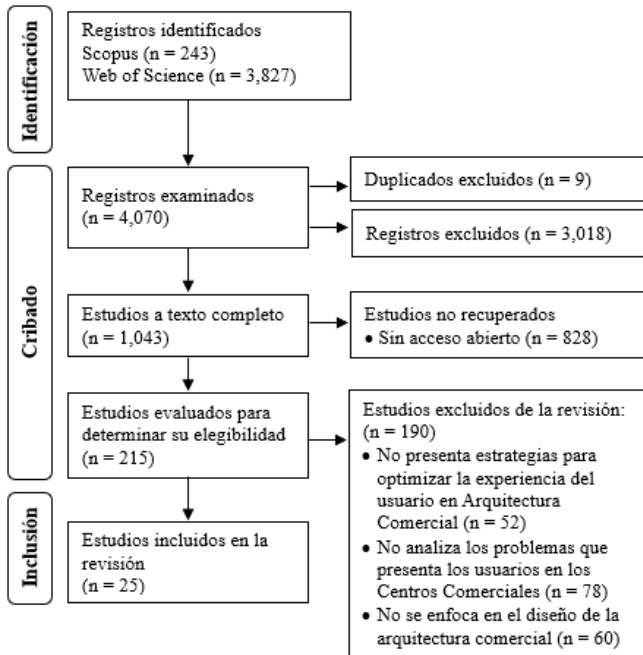 Identificación
Registros identificados
Scopus (n = 243)
Web of Science (n = 3,827)
Cribado
Registros examinados
(n = 4,070)
Duplicados excluidos (n = 9)
Registros excluidos (n = 3,018)
Estudios a texto completo
(n = 1,043)
Estudios no recuperados
• Sin acceso abierto (n = 828)
Estudios evaluados para
determinar su elegibilidad
(n = 215)
Estudios excluidos de la revisión:
(n = 190)
• No presenta estrategias para
optimizar la experiencia del
usuario en Arquitectura
Comercial (n = 52)
• No analiza los problemas que
presenta los usuarios en los
Centros Comerciales (n = 78)
• No se enfoca en el diseño de la
arquitectura comercial (n = 60)
Inclusión
Estudios incluidos en la
revisión
(n = 25)